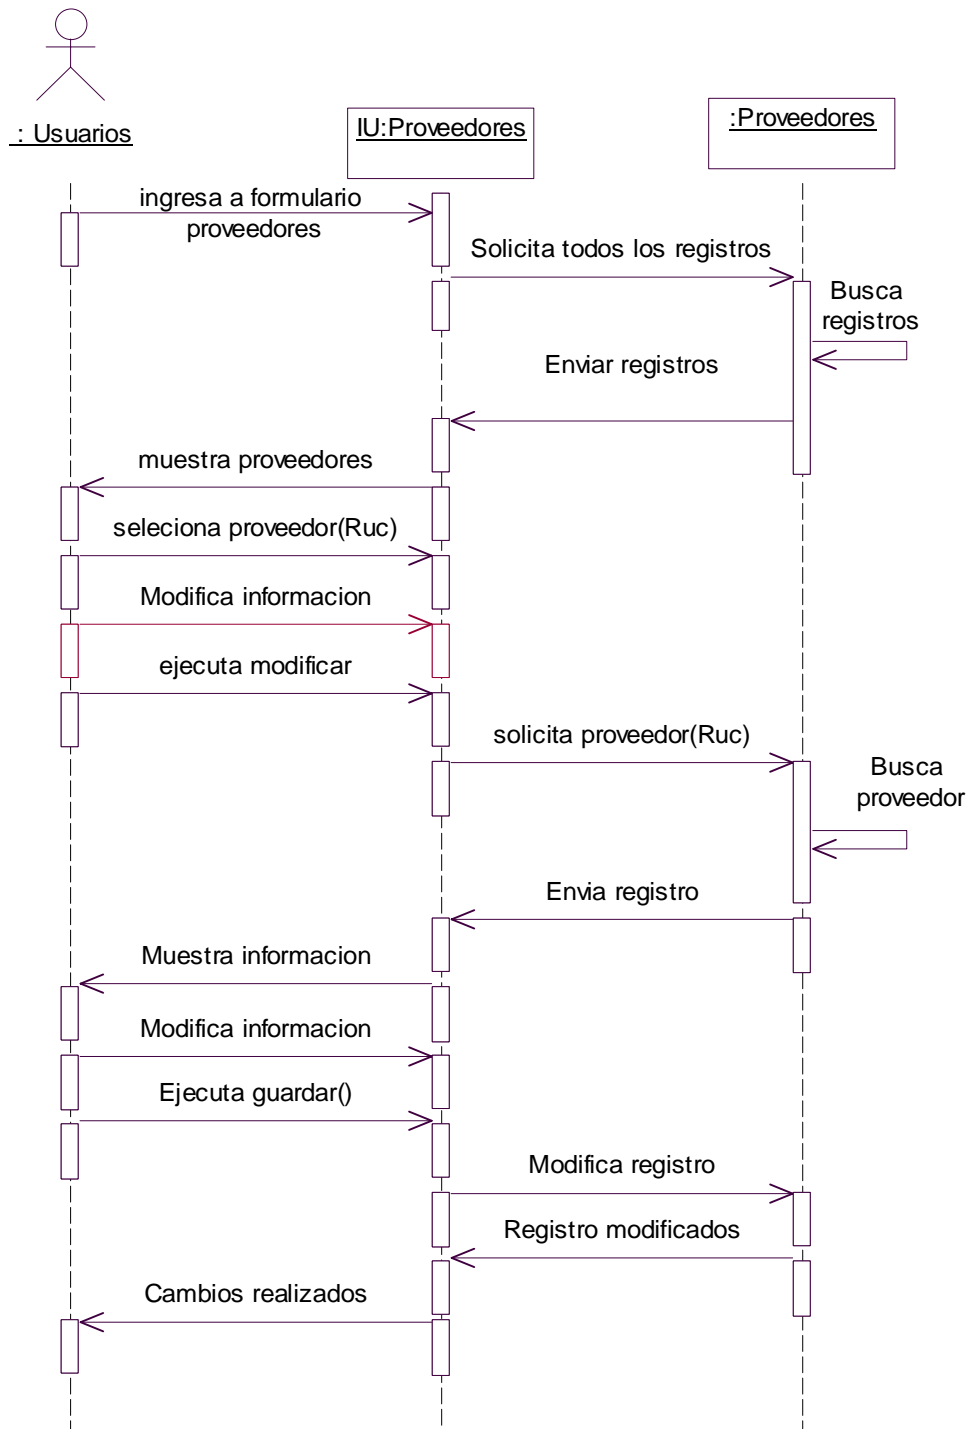 : Usuarios
IU:Proveedores
:Proveedores
ingresa a formulario
proveedores
Solicita todos los registros
Busca
registros
Enviar registros
muestra proveedores
seleciona proveedor(Ruc)
Modifica informacion
ejecuta modificar
solicita proveedor(Ruc)
Busca
proveedor
Envia registro
Muestra informacion
Modifica informacion
Ejecuta guardar()
Modifica registro
Registro modificados
Cambios realizados